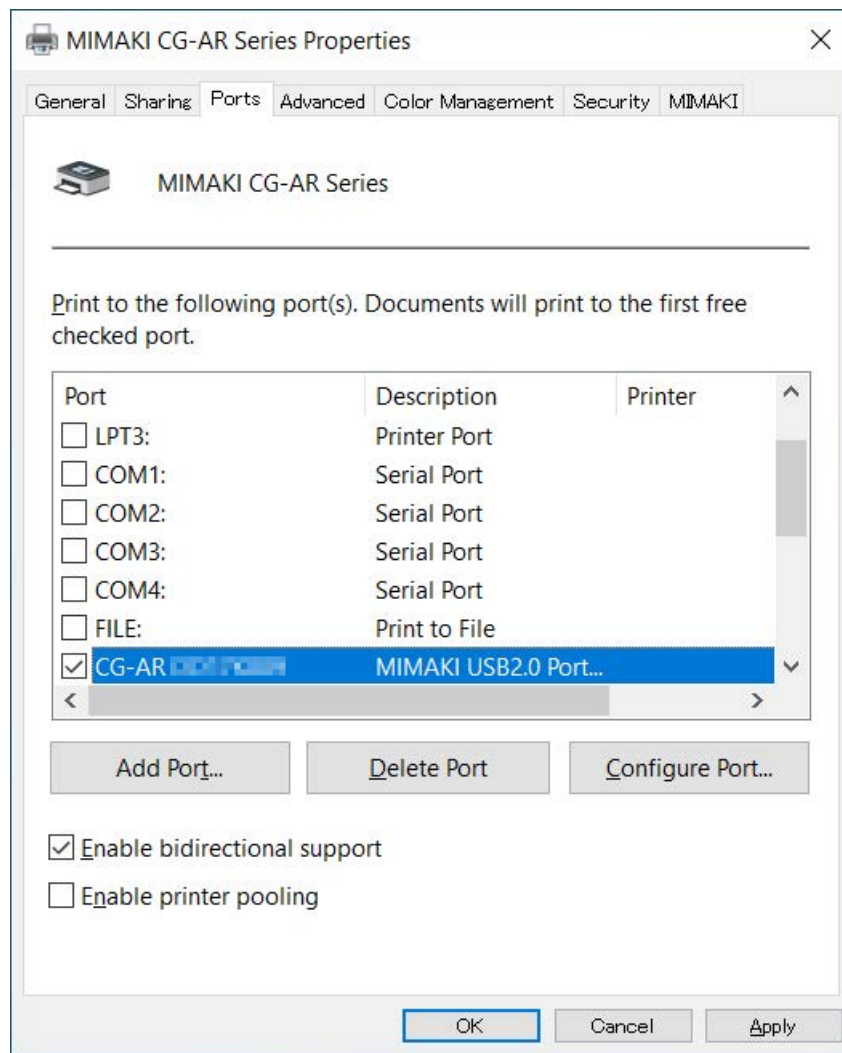 MIMAKI CG-AR Series Properties
General Sharing Ports Advanced Color Management Security MIMAKI
MIMAKI CG-AR Series
Print to the following port(s). Documents will print to the first free
checked port.
Port Description Printer
LPT3: Printer Port
COM1: Serial Port
COM2: Serial Port
COM3: Serial Port
COM4: Serial Port
FILE: Print to File
CG-AR MIMAKI USB2.0 Port...
Add Port... Delete Port Configure Port...
Enable bidirectional support
Enable printer pooling
OK Cancel Apply